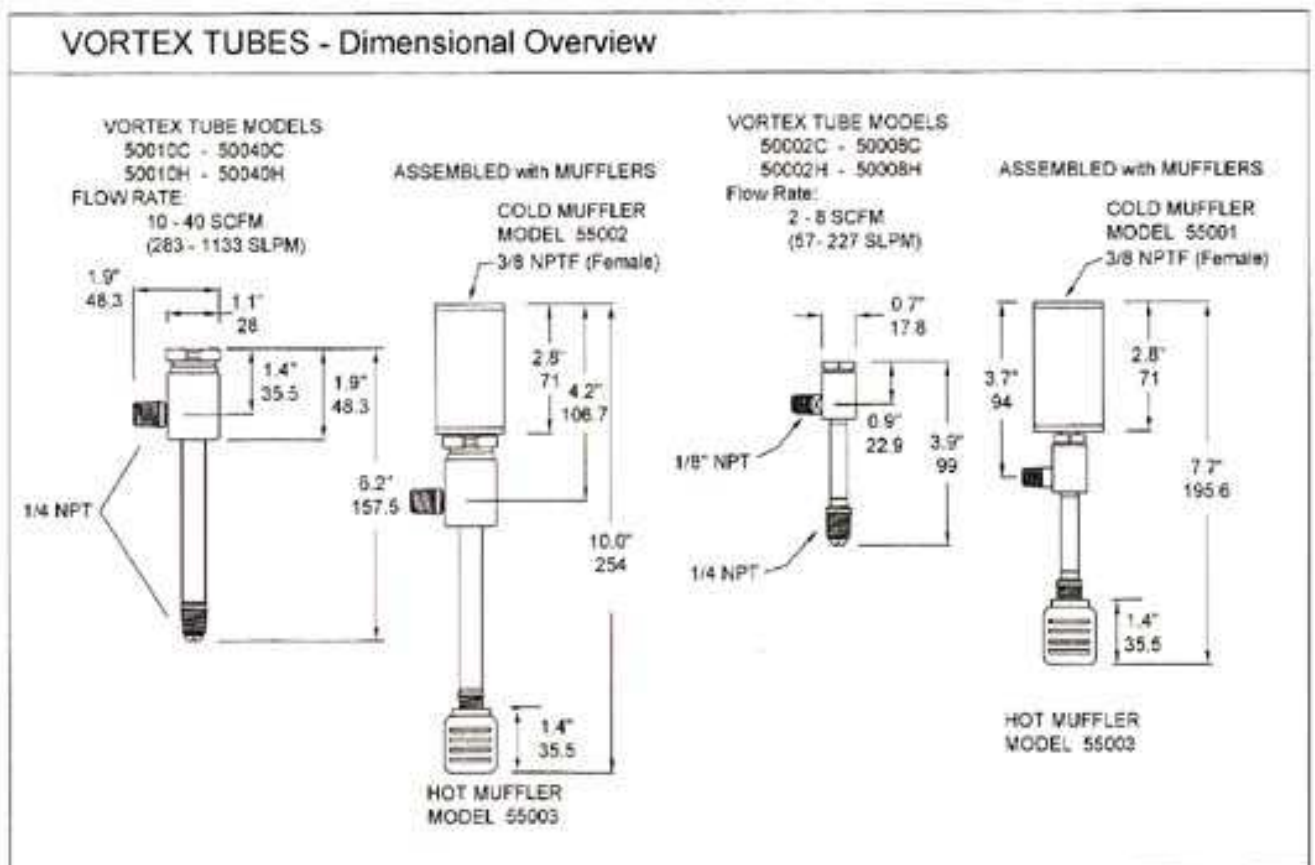 VORTEX TUBES - Dimensional Overview
VORTEX TUBE MODELS
50010C - 50040C
50010H - 50040H
FLOW RATE:
10 - 40 SCFM
(283 - 1133 SLPM)
1.9"
48.3
1.1"
28
1.4"
35.5
1.9"
48.3
6.2"
157.5
1/4 NPT
ASSEMBLED with MUFFLERS
COLD MUFFLER
MODEL 55002
3/8 NPTF (Female)
2.8"
71
4.2"
106.7
10.0"
254
1.4"
35.5
HOT MUFFLER
MODEL 55003
VORTEX TUBE MODELS
50002C - 50008C
50002H - 50008H
Flow Rate:
2 - 8 SCFM
(57- 227 SLPM)
0.7"
17.8
0.9"
22.9
3.9"
99
1/8" NPT
1/4 NPT
ASSEMBLED with MUFFLERS
COLD MUFFLER
MODEL 55001
3/8 NPTF (Female)
3.7"
94
2.8"
71
7.7"
195.6
1.4"
35.5
HOT MUFFLER
MODEL 55003